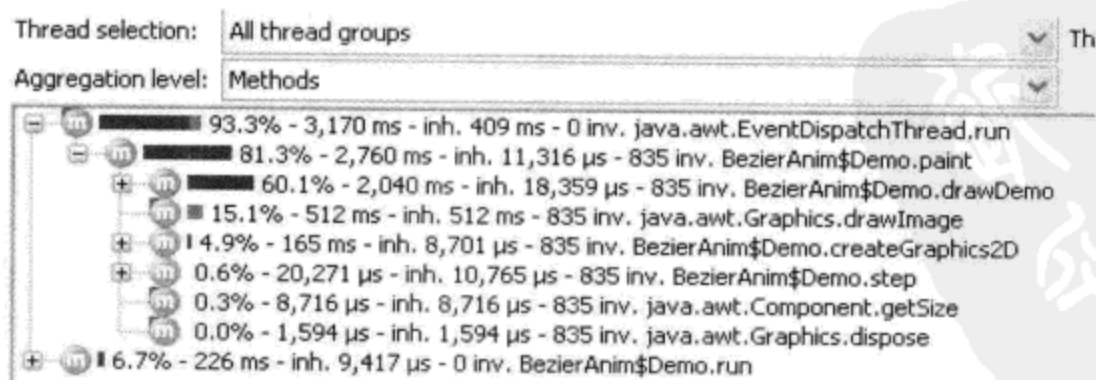 Thread selection: All thread groups Th
Aggregation level: Methods
93.3% - 3,170 ms - inh. 409 ms - 0 inv. java.awt.EventDispatchThread.run
81.3% - 2,760 ms - inh. 11,316 µs - 835 inv. BezierAnim$Demo.paint
60.1% - 2,040 ms - inh. 18,359 µs - 835 inv. BezierAnim$Demo.drawDemo
15.1% - 512 ms - inh. 512 ms - 835 inv. java.awt.Graphics.drawImage
4.9% - 165 ms - inh. 8,701 µs - 835 inv. BezierAnim$Demo.createGraphics2D
0.6% - 20,271 µs - inh. 10,765 µs - 835 inv. BezierAnim$Demo.step
0.3% - 8,716 µs - inh. 8,716 µs - 835 inv. java.awt.Component.getSize
0.0% - 1,594 µs - inh. 1,594 µs - 835 inv. java.awt.Graphics.dispose
6.7% - 226 ms - inh. 9,417 µs - 0 inv. BezierAnim$Demo.run